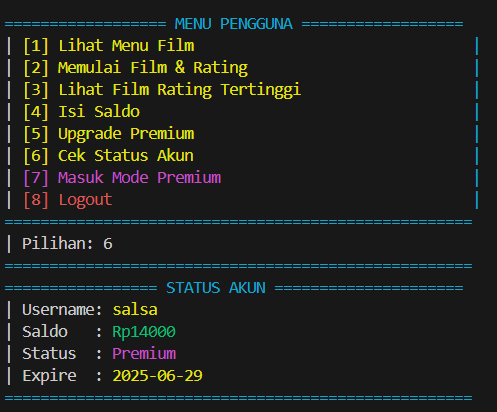 ================== MENU PENGGUNA ==================
| [1] Lihat Menu Film |
| [2] Memulai Film & Rating |
| [3] Lihat Film Rating Tertinggi |
| [4] Isi Saldo |
| [5] Upgrade Premium |
| [6] Cek Status Akun |
| [7] Masuk Mode Premium |
| [8] Logout |
====================================================
| Pilihan: 6
====================================================
================= STATUS AKUN =====================
| Username: salsa
| Saldo   : Rp14000
| Status  : Premium
| Expire  : 2025-06-29
====================================================